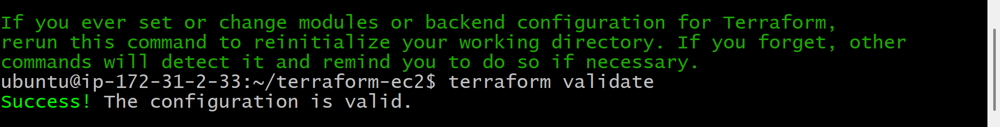 If you ever set or change modules or backend configuration for Terraform,
rerun this command to reinitialize your working directory. If you forget, other
commands will detect it and remind you to do so if necessary.
ubuntu@ip-172-31-2-33:~/terraform-ec2$ terraform validate
Success! The configuration is valid.